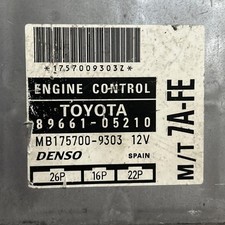 *1757009303Z*
ENGINE CONTROL
TOYOTA
89661-05210
MB175700-9303 12V
DENSO SPAIN
26P 16P 22P
M/T 7A-FE